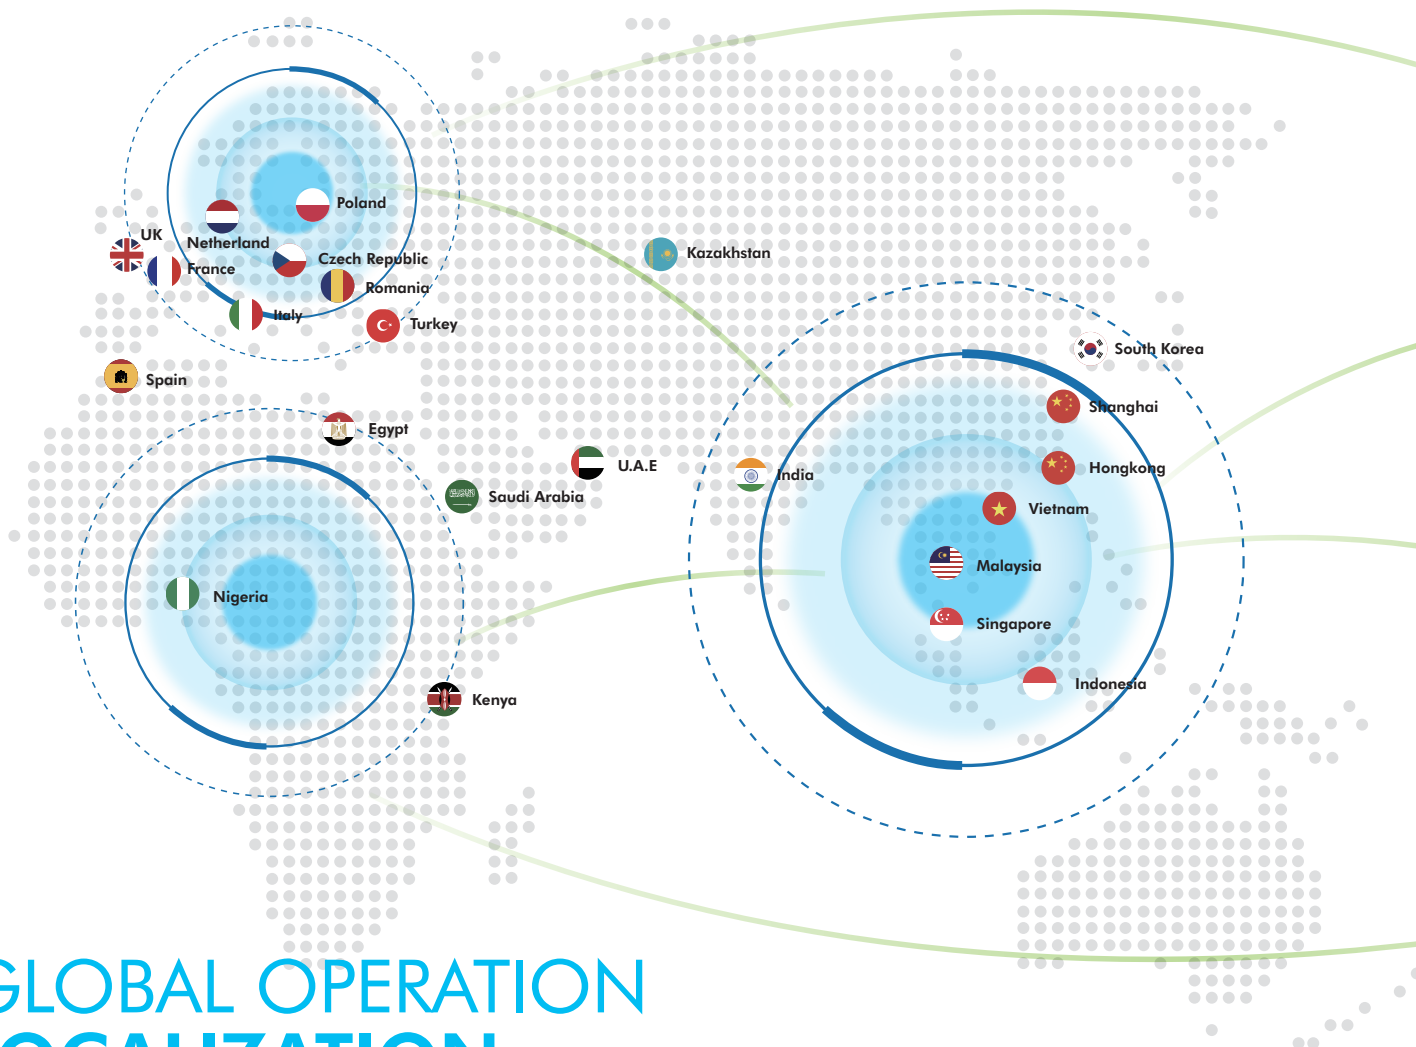 Poland
UK
Netherland
Czech Republic
France
Romania
Italy
Turkey
Spain
Kazakhstan
South Korea
Shanghai
Egypt
U.A.E
India
Hongkong
Saudi Arabia
Vietnam
Malaysia
Nigeria
Singapore
Indonesia
Kenya
GLOBAL OPERATION